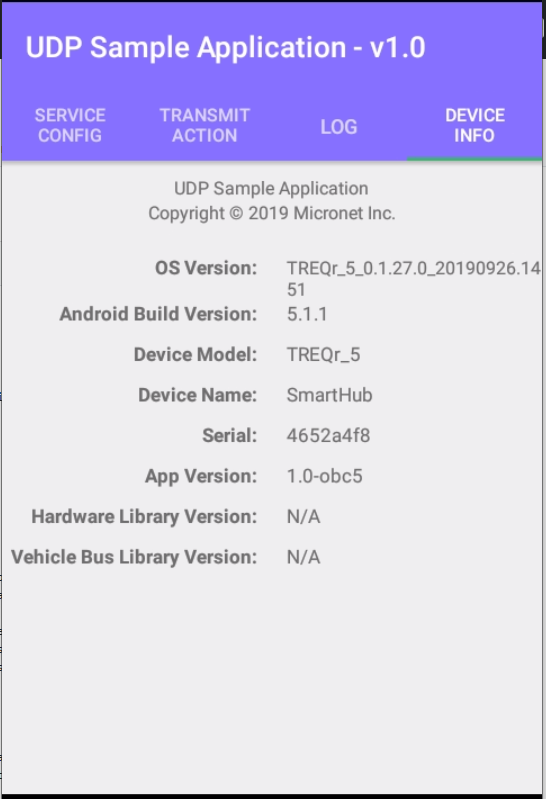 UDP Sample Application - v1.0
SERVICE CONFIG
TRANSMIT ACTION
LOG
DEVICE INFO
UDP Sample Application
Copyright © 2019 Micronet Inc.
OS Version: TREQr_5_0.1.27.0_20190926.14
51
Android Build Version: 5.1.1
Device Model: TREQr_5
Device Name: SmartHub
Serial: 4652a4f8
App Version: 1.0-obc5
Hardware Library Version: N/A
Vehicle Bus Library Version: N/A